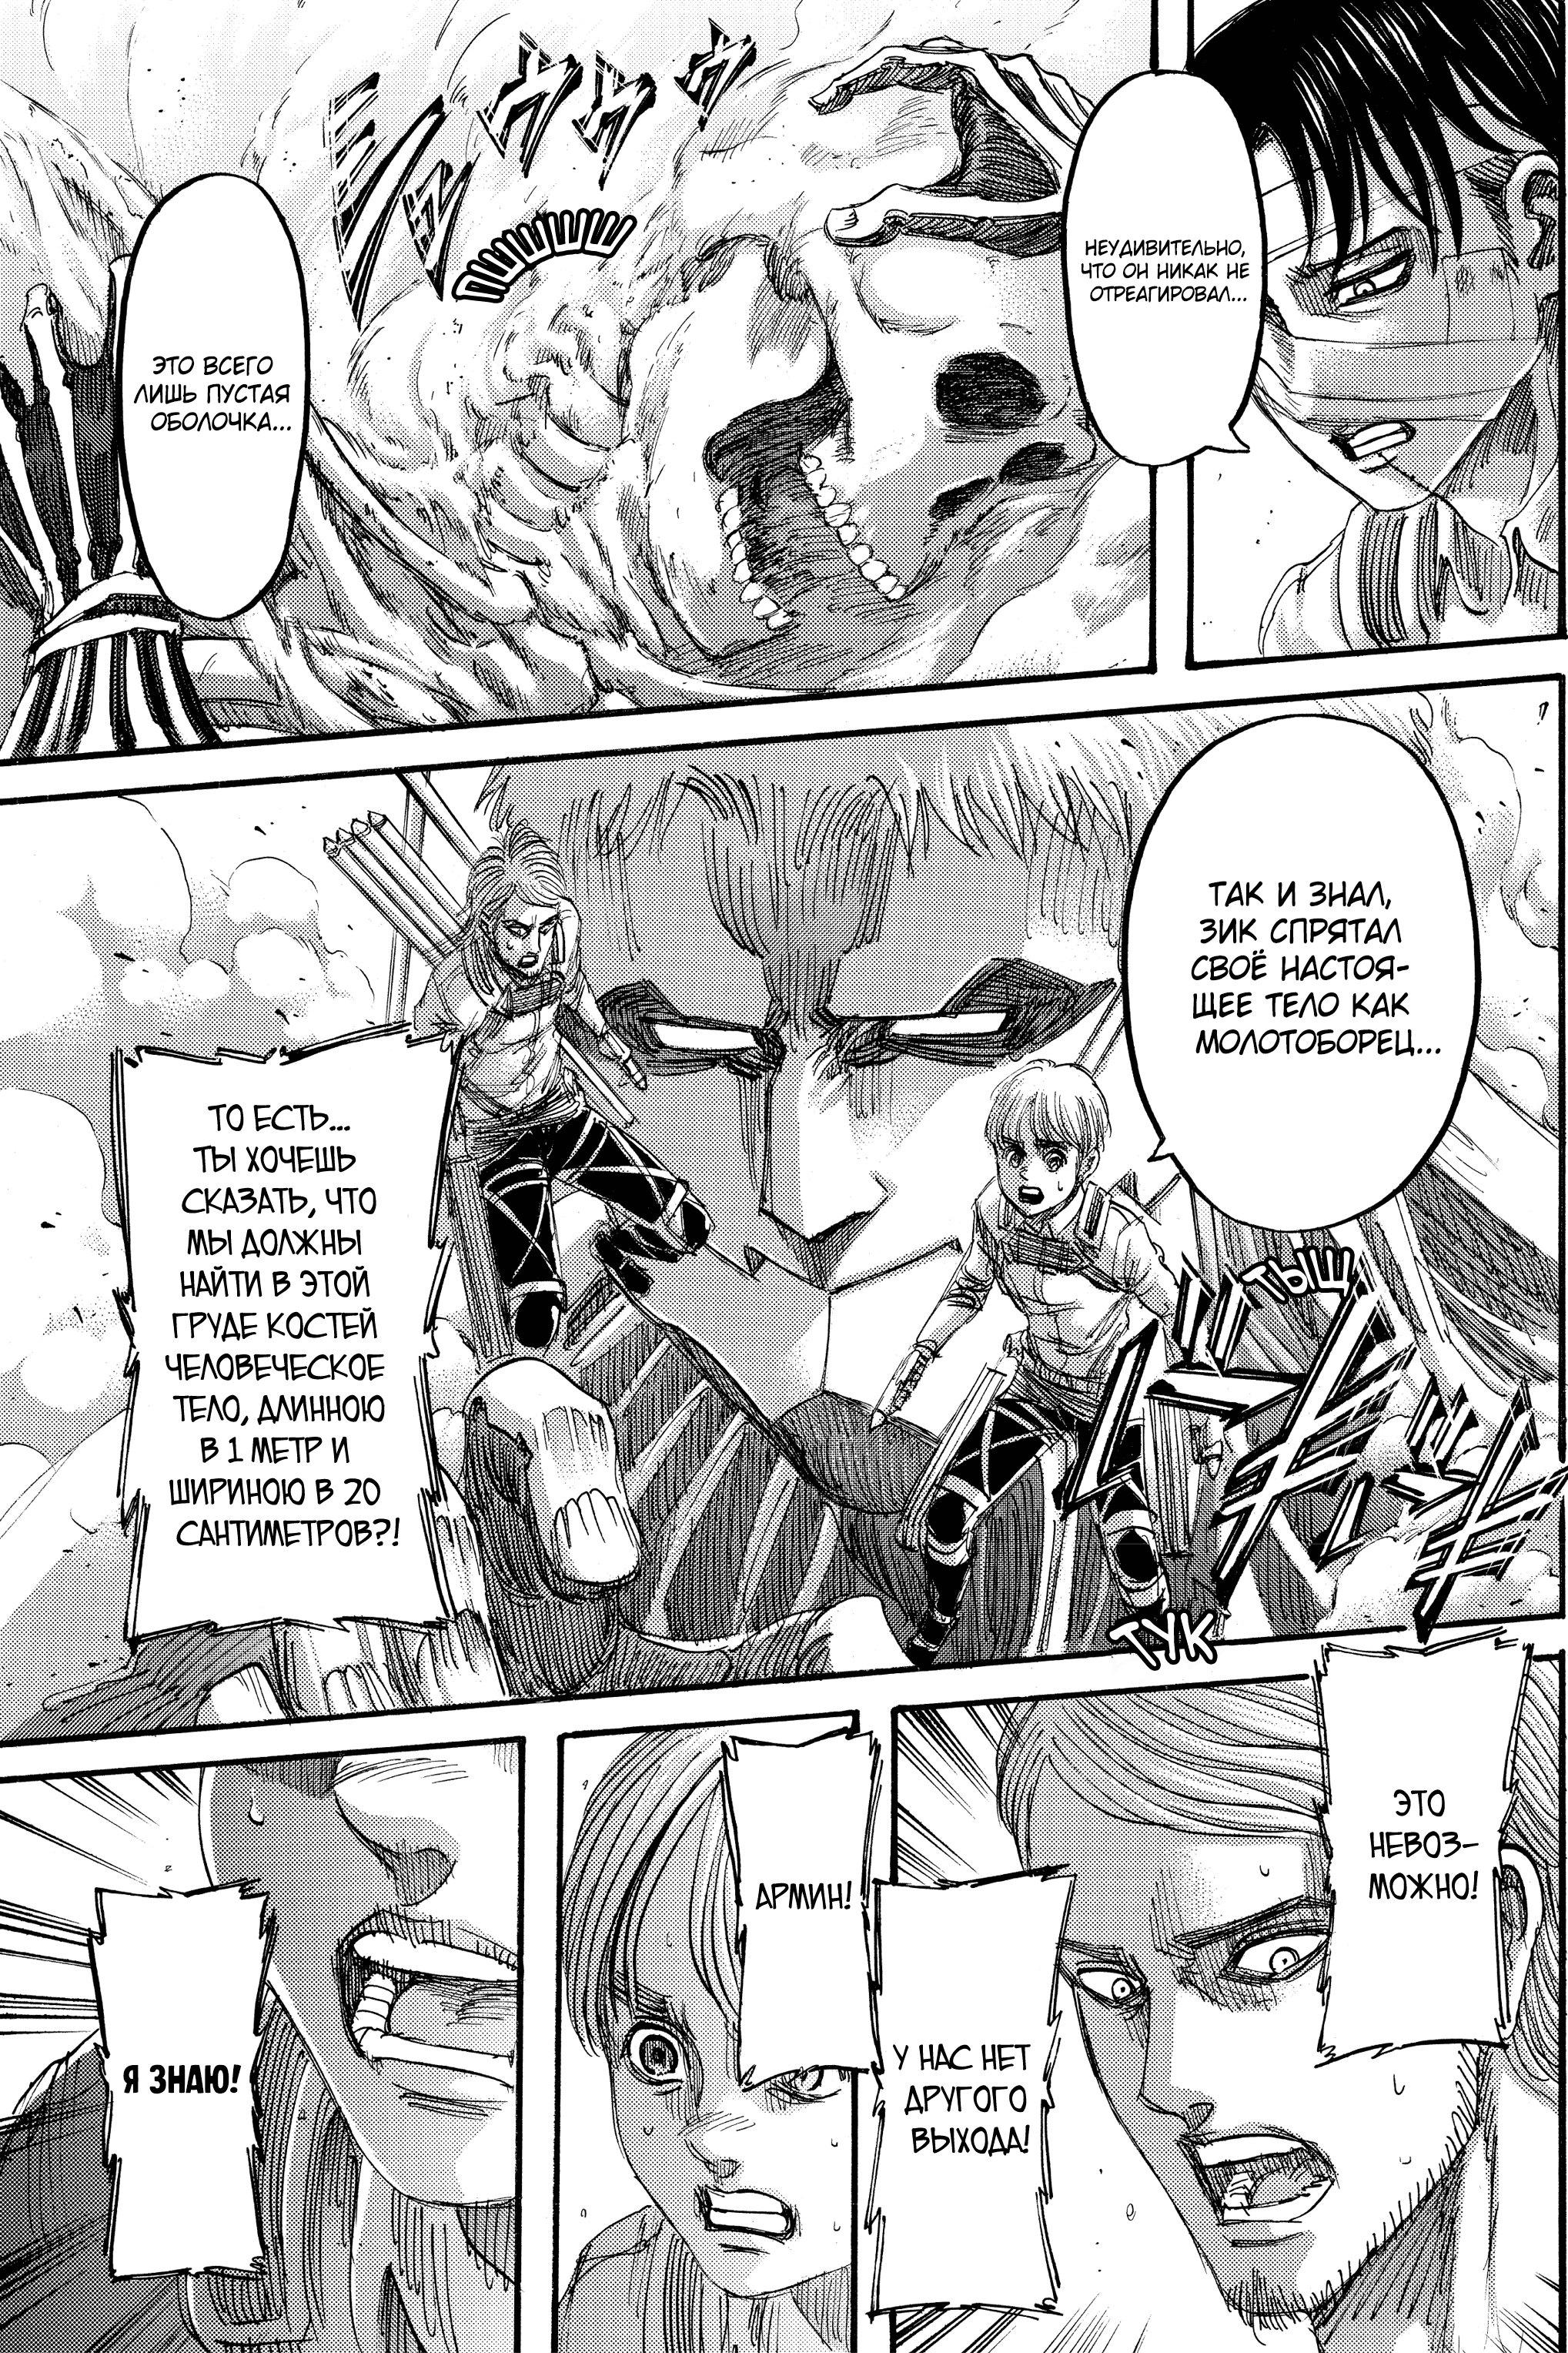 НЕУДИВИТЕЛЬНО,
ЧТО ОН НИКАК НЕ
ОТРЕАГИРОВАЛ...
ПШШШШШШ
ЭТО ВСЕГО
ЛИШЬ ПУСТАЯ
ОБОЛОЧКА...
ТАК И ЗНАЛ,
ЗИК СПРЯТАЛ
СВОЁ НАСТОЯ-
ЩЕЕ ТЕЛО КАК
МОЛОТОБОРЕЦ...
ТЫЩ
ТУК
ТО ЕСТЬ...
ТЫ ХОЧЕШЬ
СКАЗАТЬ, ЧТО
МЫ ДОЛЖНЫ
НАЙТИ В ЭТОЙ
ГРУДЕ КОСТЕЙ
ЧЕЛОВЕЧЕСКОЕ
ТЕЛО, ДЛИННОЮ
В 1 МЕТР И
ШИРИНОЮ В 20
САНТИМЕТРОВ?!
ЭТО
НЕВОЗ-
МОЖНО!
У НАС НЕТ
ДРУГОГО
ВЫХОДА!
АРМИН!
Я ЗНАЮ!